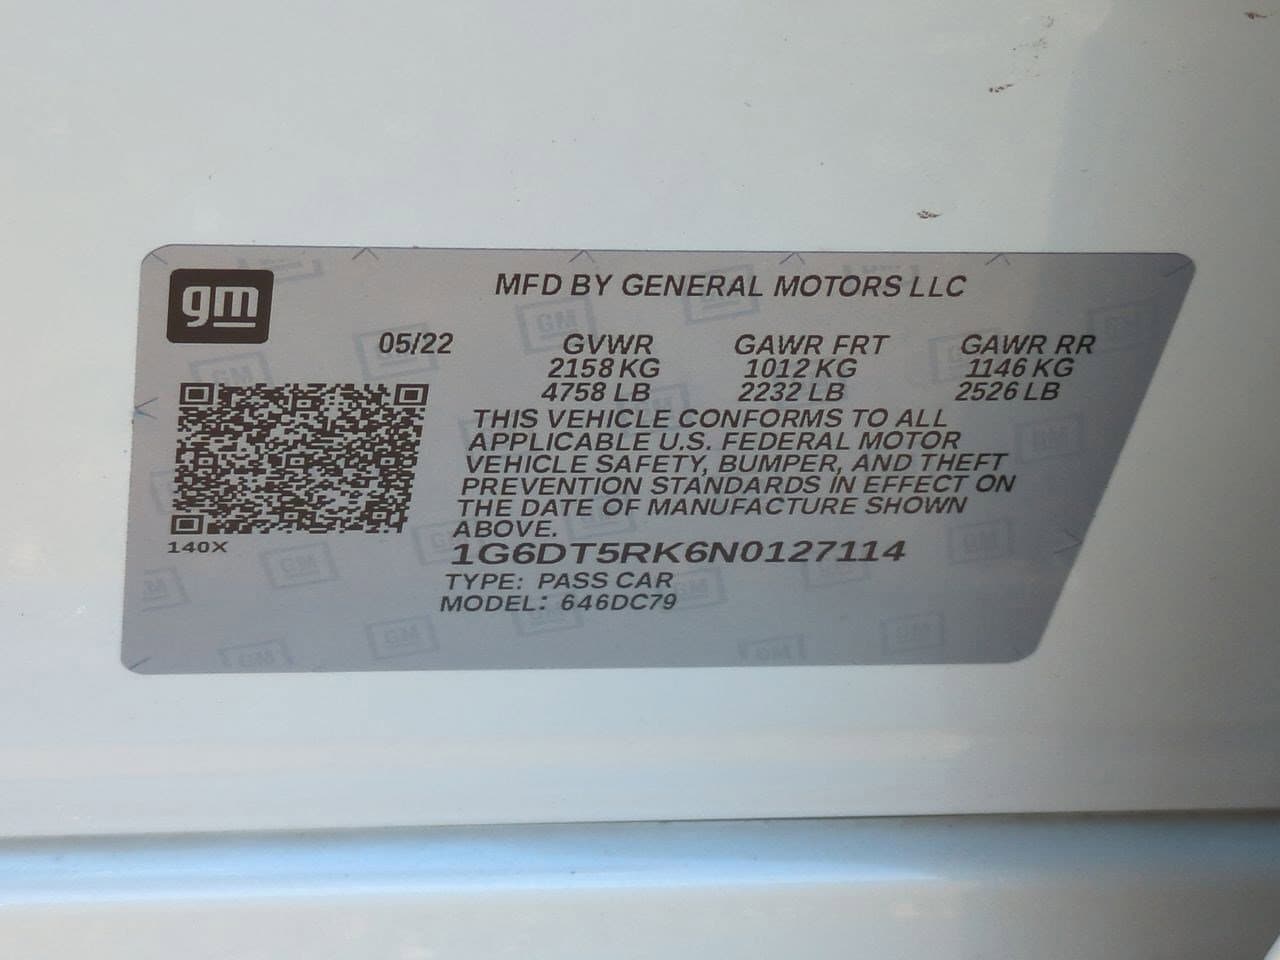 gm
MFD BY GENERAL MOTORS LLC
05/22 GVWR GAWR FRT GAWR RR
2158 KG 1012 KG 1146 KG
4758 LB 2232 LB 2526 LB
THIS VEHICLE CONFORMS TO ALL
APPLICABLE U.S. FEDERAL MOTOR
VEHICLE SAFETY, BUMPER, AND THEFT
PREVENTION STANDARDS IN EFFECT ON
THE DATE OF MANUFACTURE SHOWN
ABOVE.
140X
1G6DT5RK6N0127114
TYPE: PASS CAR
MODEL: 646DC79